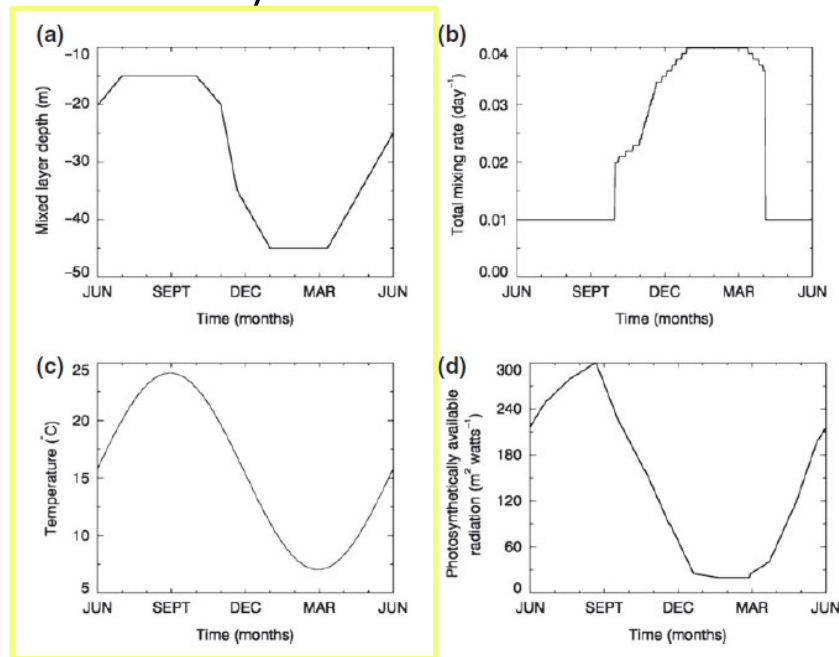 (a)
Mixed layer depth (m)
−10
−20
−30
−40
−50
JUN SEPT DEC MAR JUN
Time (months)
(b)
Total mixing rate (day⁻¹)
0.04
0.03
0.02
0.01
0.00
JUN SEPT DEC MAR JUN
Time (months)
(c)
Temperature (°C)
25
20
15
10
5
JUN SEPT DEC MAR JUN
Time (months)
(d)
Photosynthetically available
radiation (m² watts⁻¹)
300
240
180
120
60
0
JUN SEPT DEC MAR JUN
Time (months)